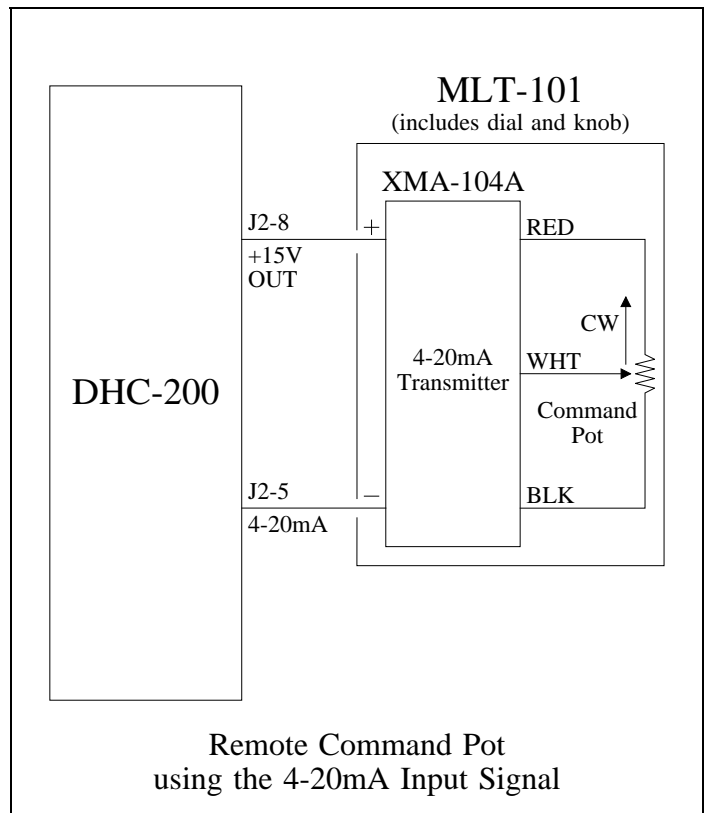 MLT-101
(includes dial and knob)
XMA-104A
J2-8
+
RED
+15V
OUT
CW
DHC-200
4-20mA
Transmitter
WHT
Command
Pot
J2-5
−
BLK
4-20mA
Remote Command Pot
using the 4-20mA Input Signal